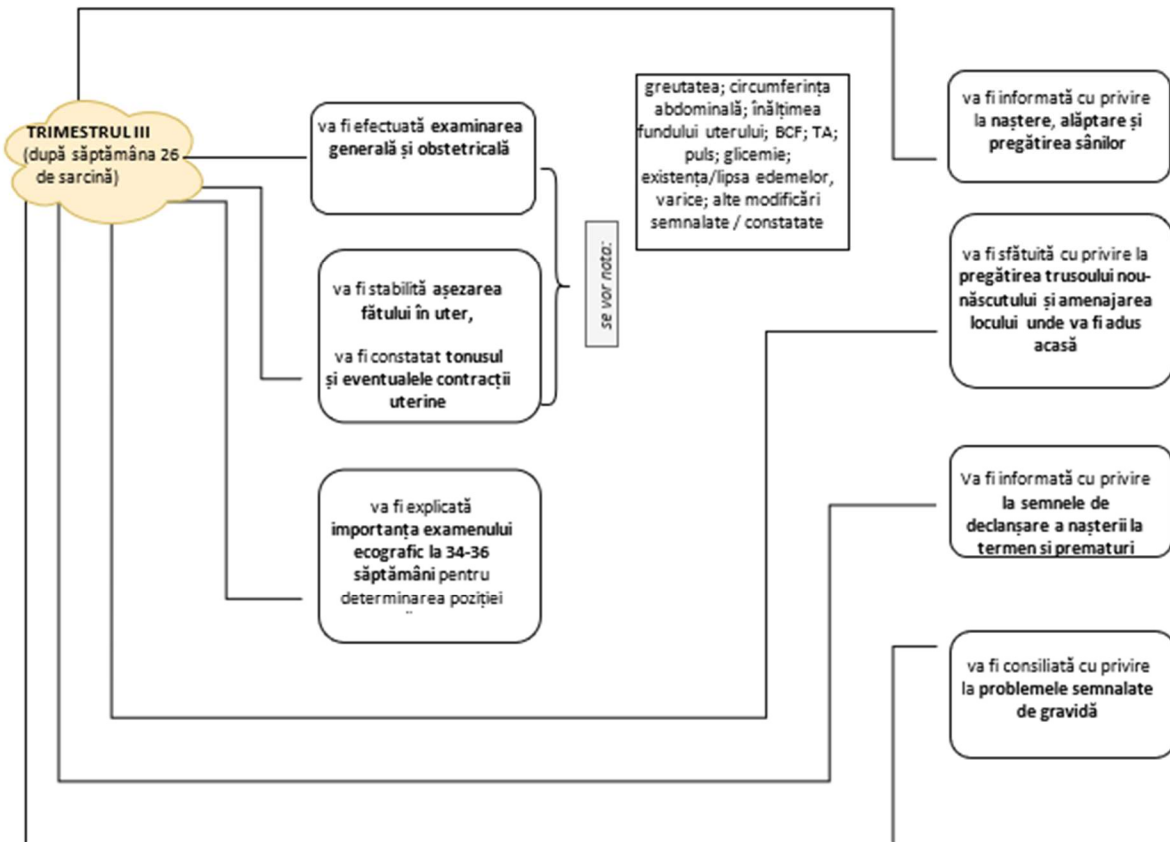 TRIMESTRUL III
(după săptămâna 26
de sarcină)
va fi efectuată examinarea
generală și obstetricală
va fi stabilită așezarea
fătului în uter,
va fi constatat tonusul
și eventualele contracții
uterine
va fi explicată
importanța examenului
ecografic la 34-36
săptămâni pentru
determinarea poziției
se vor nota:
greutatea; circumferința
abdominală; înălțimea
fundului uterului; BCF; TA;
puls; glicemie;
existența/lipsa edemelor,
varice; alte modificări
semnalate / constatate
va fi informată cu privire
la naștere, alăptare și
pregătirea sânilor
va fi sfătuită cu privire la
pregătirea trusoului nou-
născutului și amenajarea
locului unde va fi adus
acasă
Va fi informată cu privire
la semnele de
declanșare a nașterii la
termen si prematuri
va fi consiliată cu privire
la problemele semnalate
de gravidă